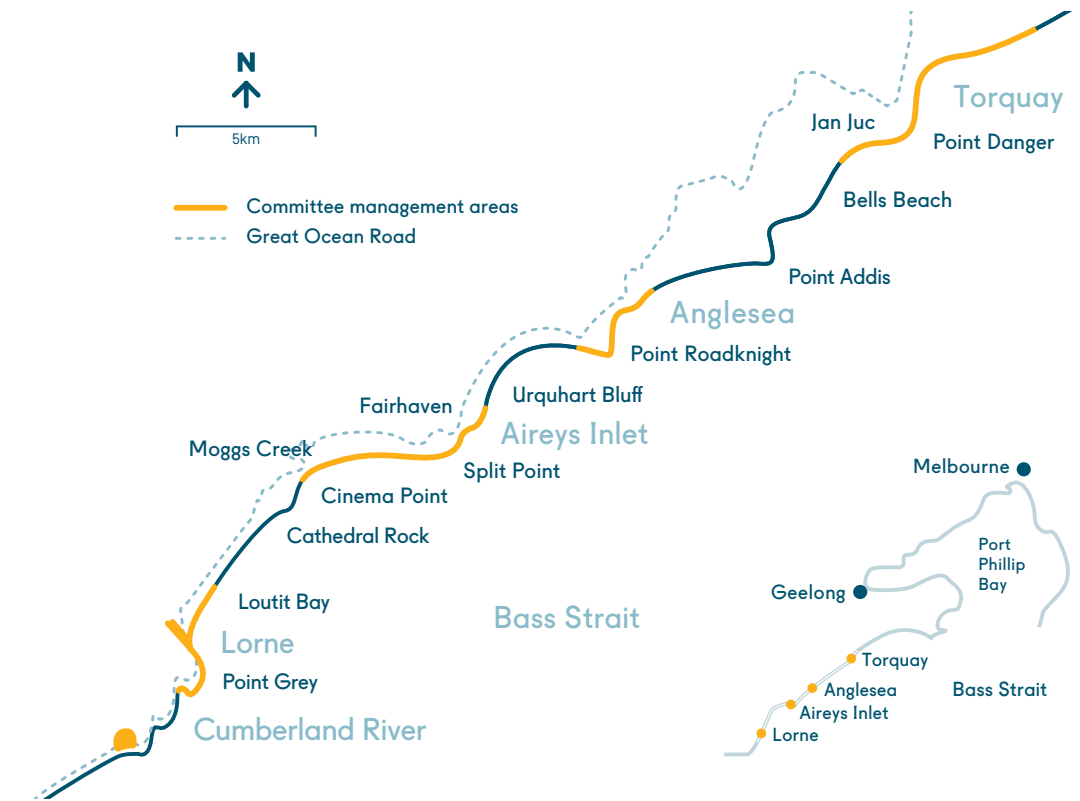 N
5km
Committee management areas
Great Ocean Road
Torquay
Jan Juc
Point Danger
Bells Beach
Point Addis
Anglesea
Point Roadknight
Urquhart Bluff
Fairhaven
Aireys Inlet
Moggs Creek
Split Point
Cinema Point
Cathedral Rock
Loutit Bay
Bass Strait
Lorne
Point Grey
Cumberland River
Melbourne
Port
Phillip
Bay
Geelong
Torquay
Anglesea
Bass Strait
Aireys Inlet
Lorne